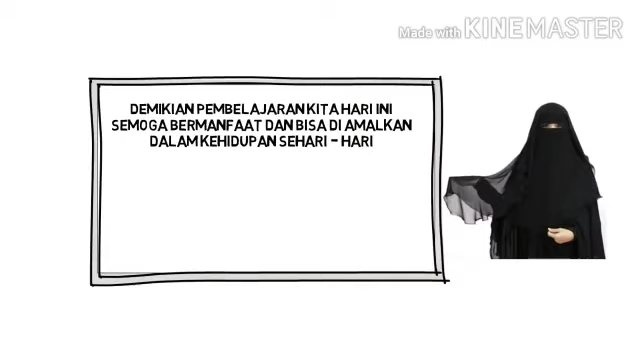 Made with KINEMASTER
DEMIKIAN PEMBELAJARAN KITA HARI INI
SEMOGA BERMANFAAT DAN BISA DI AMALKAN
DALAM KEHIDUPAN SEHARI - HARI